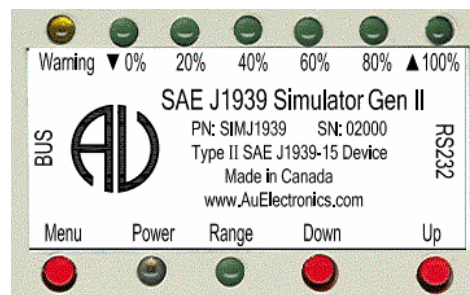 Warning ▼ 0% 20% 40% 60% 80% ▲ 100%
SAE J1939 Simulator Gen II
PN: SIMJ1939 SN: 02000
Type II SAE J1939-15 Device
Made in Canada
www.AuElectronics.com
BUS
AU
RS232
Menu Power Range Down Up